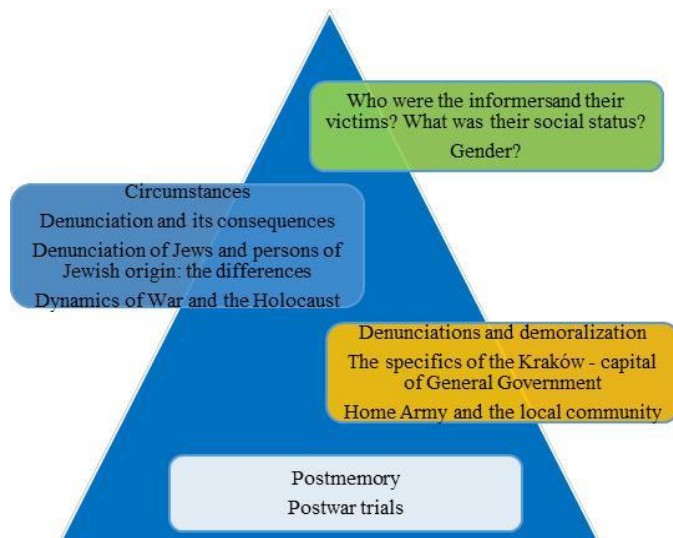 Who were the informersand their
victims? What was their social status?
Gender?
Circumstances
Denunciation and its consequences
Denunciation of Jews and persons of
Jewish origin: the differences
Dynamics of War and the Holocaust
Denunciations and demoralization
The specifics of the Kraków - capital
of General Government
Home Army and the local community
Postmemory
Postwar trials